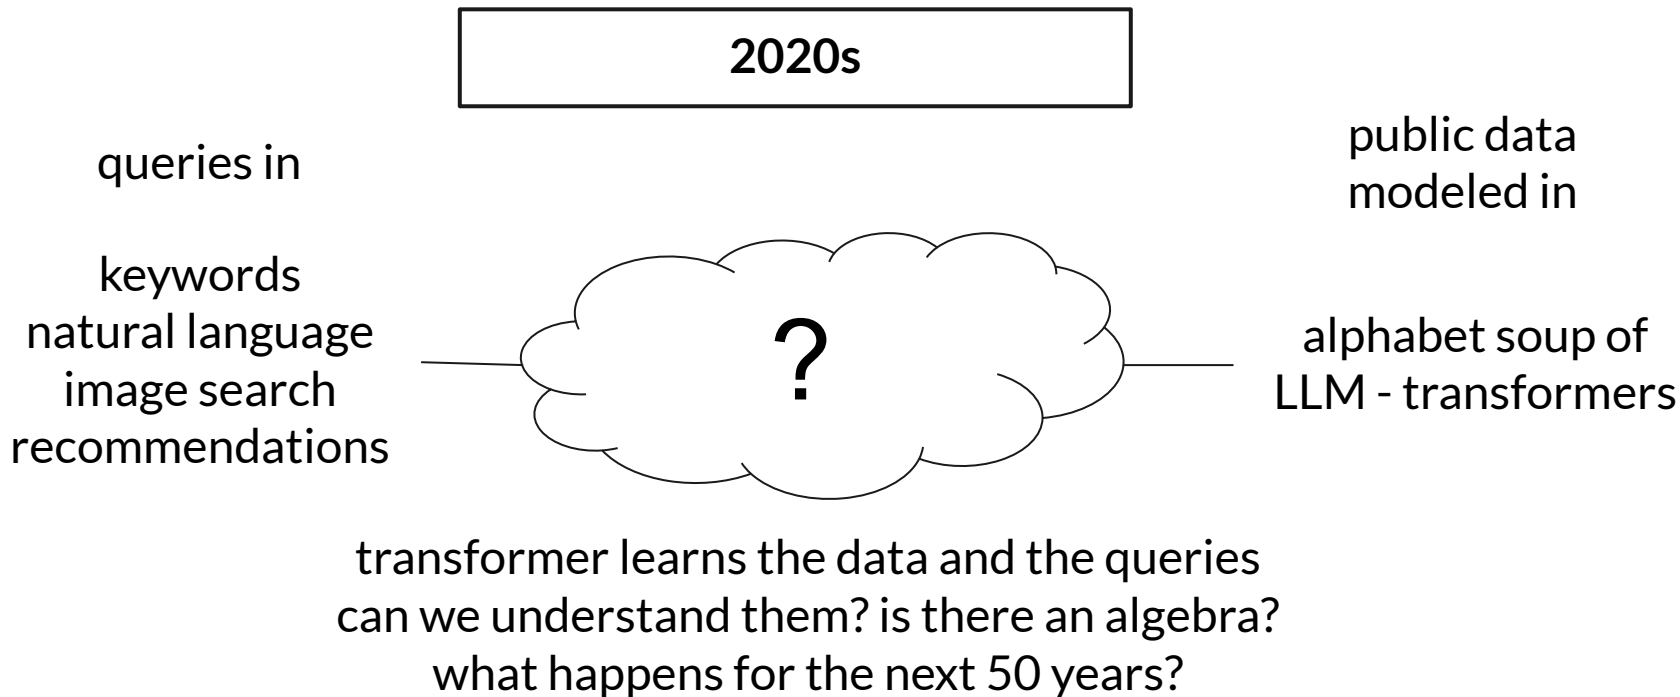 2020s
queries in
keywords
natural language
image search
recommendations
?
public data
modeled in
alphabet soup of
LLM - transformers
transformer learns the data and the queries
can we understand them? is there an algebra?
what happens for the next 50 years?